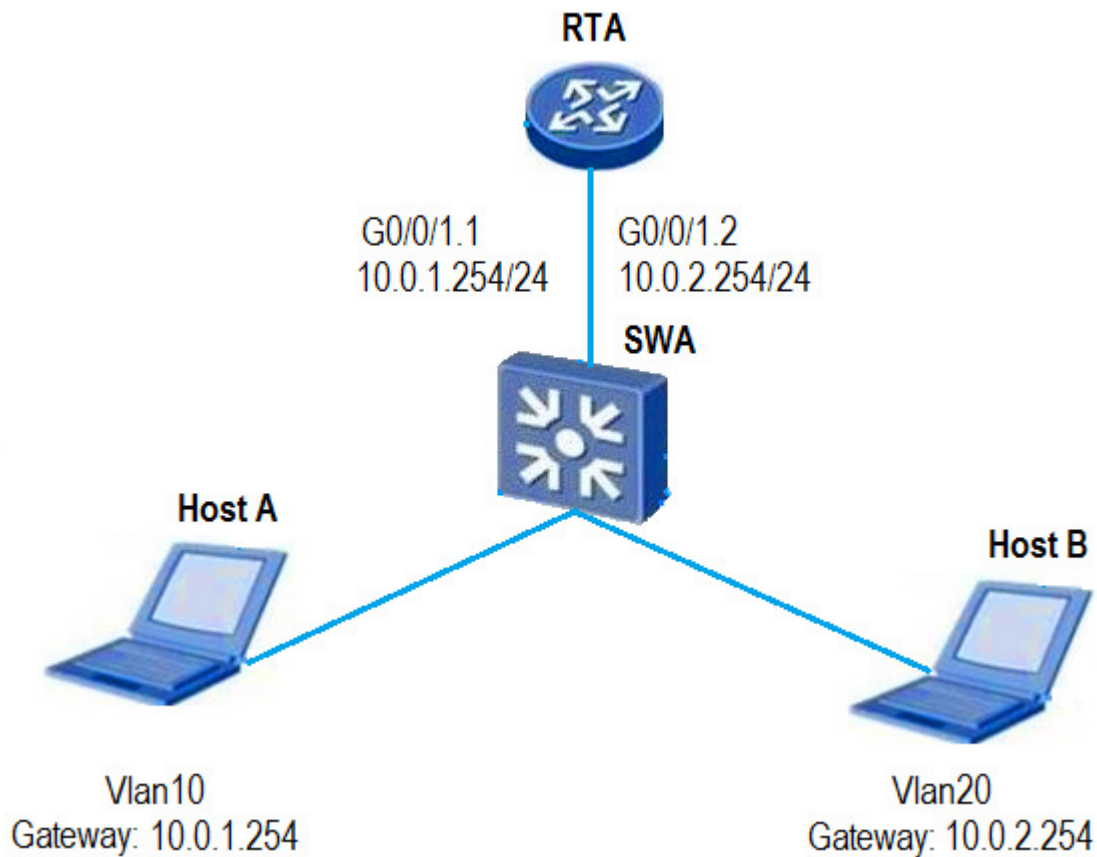 RTA
G0/0/1.1
10.0.1.254/24
G0/0/1.2
10.0.2.254/24
SWA
Host A
Host B
Vlan10
Gateway: 10.0.1.254
Vlan20
Gateway: 10.0.2.254